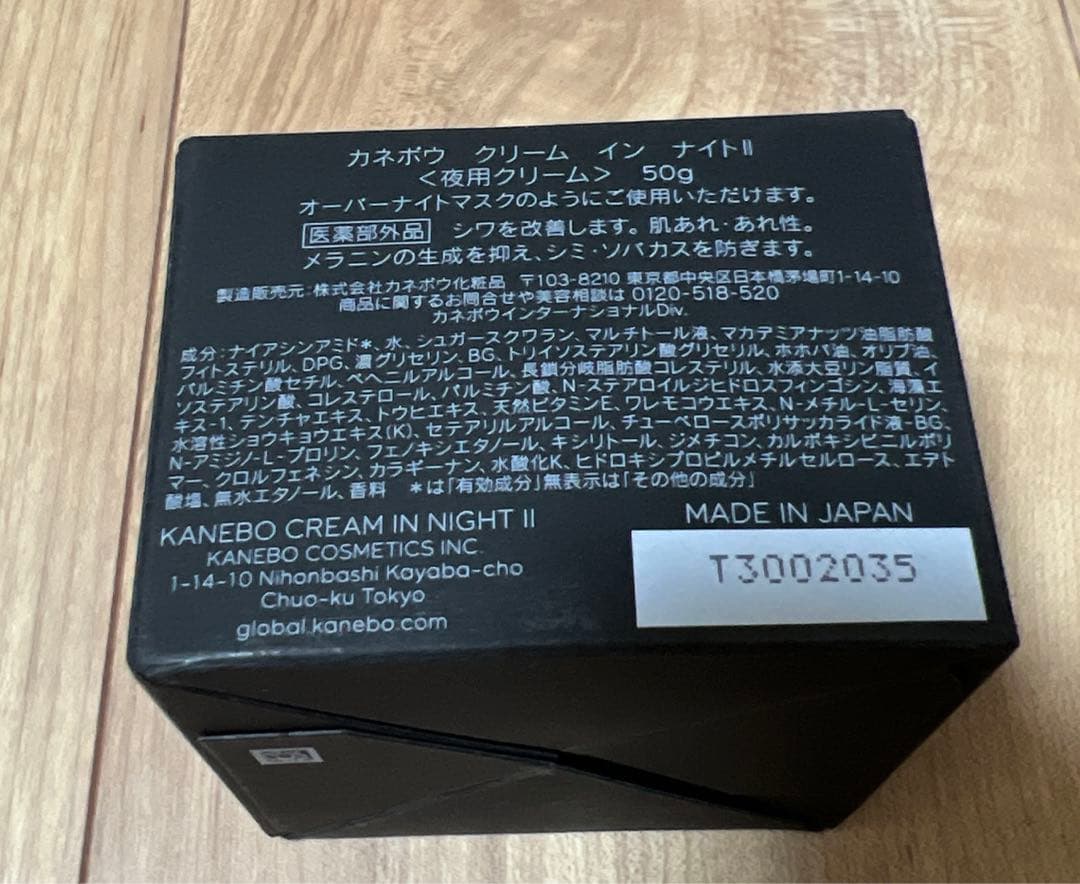 カネボウ クリーム イン ナイトⅡ
＜夜用クリーム＞ 50g
オーバーナイトマスクのようにご使用いただけます。
医薬部外品 シワを改善します。肌あれ・あれ性。
メラニンの生成を抑え、シミ・ソバカスを防ぎます。
製造販売元:株式会社カネボウ化粧品 〒103-8210 東京都中央区日本橋茅場町1-14-10
商品に関するお問合せや美容相談は 0120-518-520
カネボウインターナショナルDiv.
成分:ナイアシンアミド*、水、シュガースクワラン、マルチトール液、マカデミアナッツ油脂肪酸
フィトステリル、DPG、濃グリセリン、BG、トリイソステアリン酸グリセリル、ホホバ油、オリブ油、
パルミチン酸セチル、ベヘニルアルコール、長鎖分岐脂肪酸コレステリル、水添大豆リン脂質、イ
ソステアリン酸、コレステロール、パルミチン酸、N-ステアロイルジヒドロスフィンゴシン、海藻エ
キス-1、テンチャエキス、トウヒエキス、天然ビタミンE、ワレモコウエキス、N-メチル-L-セリン、
水溶性ショウキョウエキス(K)、セテアリルアルコール、チューベロースポリサッカライド液-BG、
N-アミジノ-L-プロリン、フェノキシエタノール、キシリトール、ジメチコン、カルボキシビニルポリ
マー、クロルフェネシン、カラギーナン、水酸化K、ヒドロキシプロピルメチルセルロース、エデト
酸塩、無水エタノール、香料 *は「有効成分」無表示は「その他の成分」
KANEBO CREAM IN NIGHT II
KANEBO COSMETICS INC.
1-14-10 Nihonbashi Kayaba-cho
Chuo-ku Tokyo
global.kanebo.com
MADE IN JAPAN
T3002035